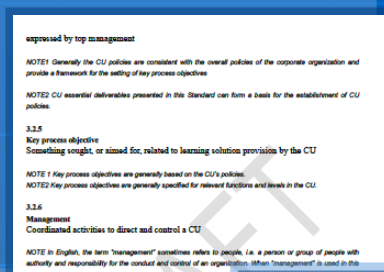 expressed by top management
NOTE1 Generally the CU policies are consistent with the overall policies of the corporate organization and
provide a framework for the setting of key process objectives
NOTE2 CU essential deliverables presented in this Standard can form a basis for the establishment of CU
policies.
3.2.5
Key process objective
Something sought, or aimed for, related to learning solution provision by the CU
NOTE 1 Key process objectives are generally based on the CU's policies.
NOTE2 Key process objectives are generally specified for relevant functions and levels in the CU.
3.2.6
Management
Coordinated activities to direct and control a CU
NOTE In English, the term "management" sometimes refers to people, i.e. a person or group of people with
authority and responsibility for the conduct and control of an organization. When "management" is used in this